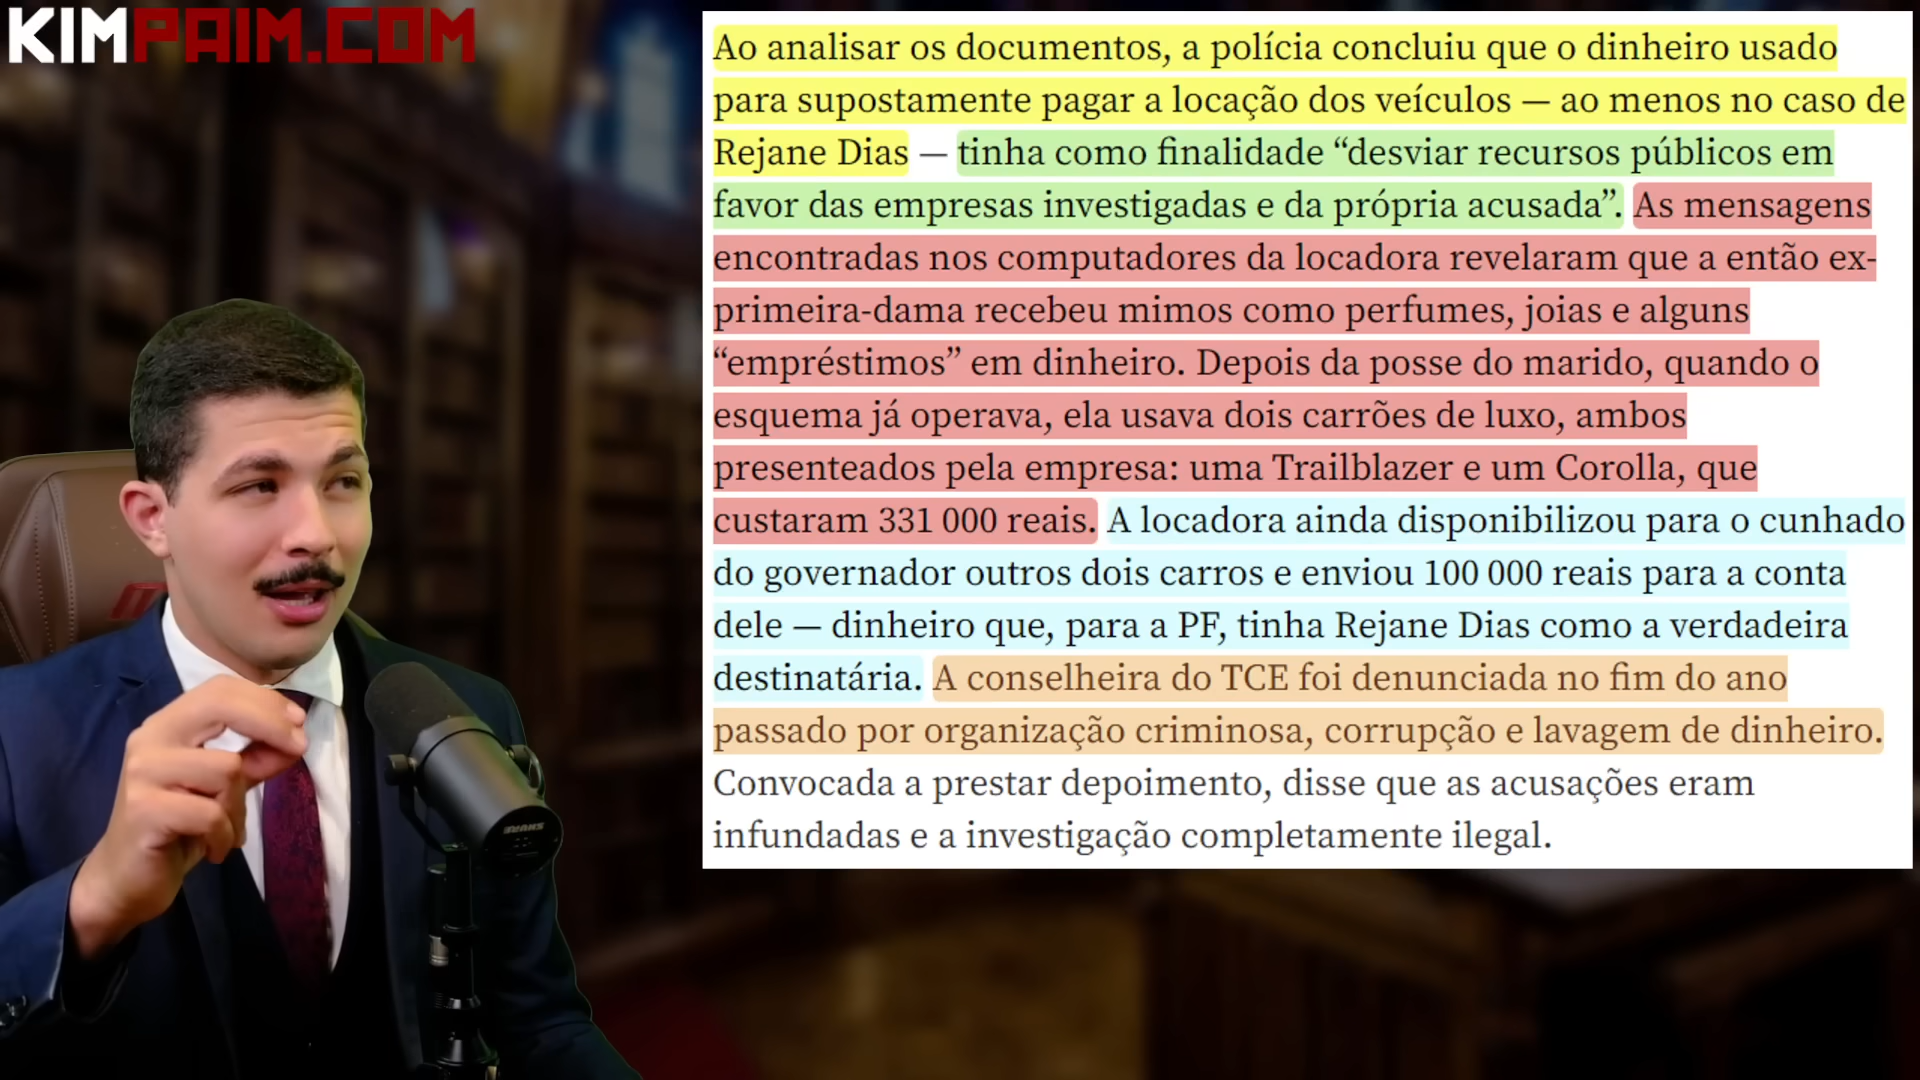 KIMPAIM.COM
Ao analisar os documentos, a polícia concluiu que o dinheiro usado
para supostamente pagar a locação dos veículos — ao menos no caso de
Rejane Dias — tinha como finalidade “desviar recursos públicos em
favor das empresas investigadas e da própria acusada”. As mensagens
encontradas nos computadores da locadora revelaram que a então ex-
primeira-dama recebeu mimos como perfumes, joias e alguns
“empréstimos” em dinheiro. Depois da posse do marido, quando o
esquema já operava, ela usava dois carrões de luxo, ambos
presenteados pela empresa: uma Trailblazer e um Corolla, que
custaram 331 000 reais. A locadora ainda disponibilizou para o cunhado
do governador outros dois carros e enviou 100 000 reais para a conta
dele — dinheiro que, para a PF, tinha Rejane Dias como a verdadeira
destinatária. A conselheira do TCE foi denunciada no fim do ano
passado por organização criminosa, corrupção e lavagem de dinheiro.
Convocada a prestar depoimento, disse que as acusações eram
infundadas e a investigação completamente ilegal.
SHURE